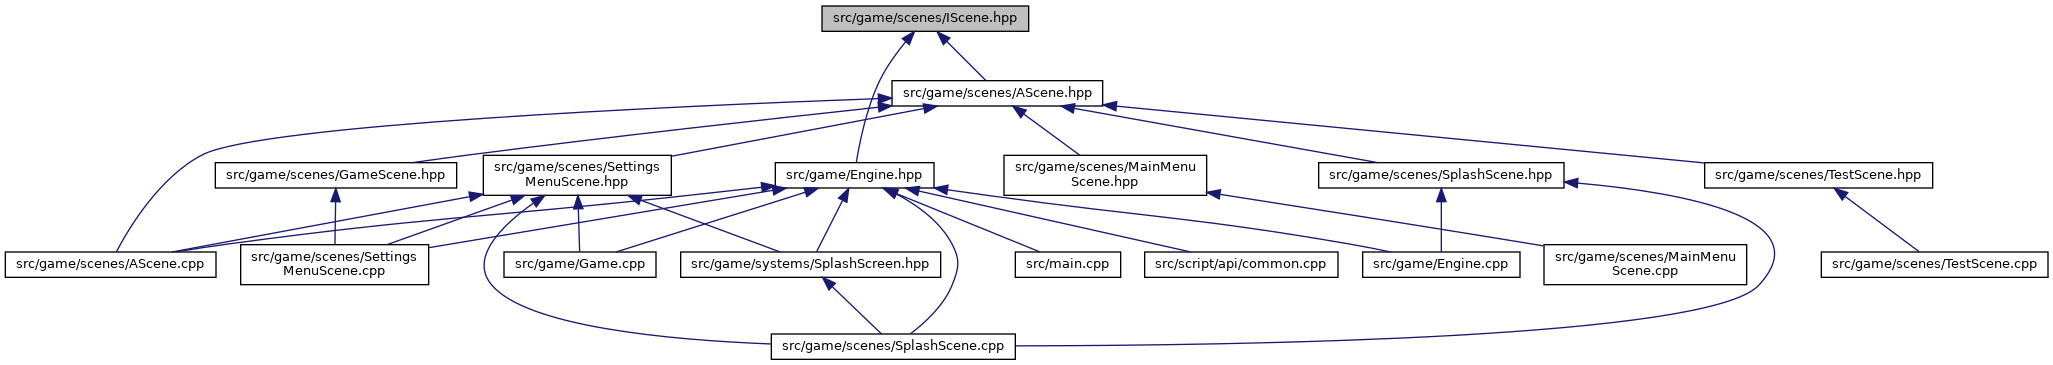 src/game/scenes/IScene.hpp
src/game/scenes/AScene.hpp
src/game/scenes/GameScene.hpp
src/game/scenes/Settings
MenuScene.hpp
src/game/Engine.hpp
src/game/scenes/MainMenu
Scene.hpp
src/game/scenes/SplashScene.hpp
src/game/scenes/TestScene.hpp
src/game/scenes/AScene.cpp
src/game/scenes/Settings
MenuScene.cpp
src/game/Game.cpp
src/game/systems/SplashScreen.hpp
src/main.cpp
src/script/api/common.cpp
src/game/Engine.cpp
src/game/scenes/MainMenu
Scene.cpp
src/game/scenes/TestScene.cpp
src/game/scenes/SplashScene.cpp